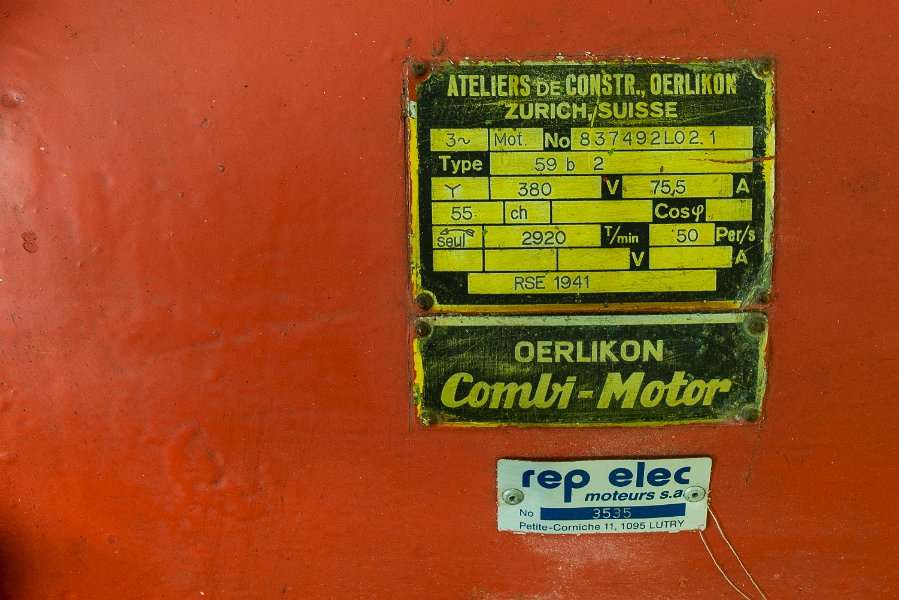 ATELIERS DE CONSTR., OERLIKON
ZURICH, SUISSE
3~ Mot. No 837492L02.1
Type 59 b 2
Y 380 V 75,5 A
55 ch Cosφ
seul 2920 T/min 50 Per/s
V A
RSE 1941
OERLIKON
Combi-Motor
rep elec
moteurs s.a.
No 3535
Petite-Corniche 11, 1095 LUTRY